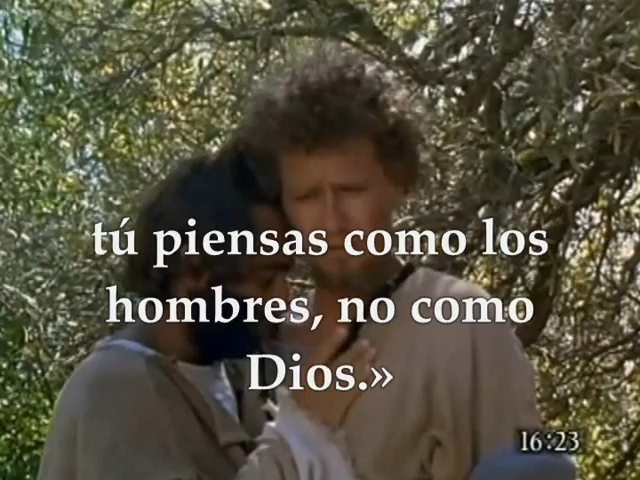 tú piensas como los
hombres, no como
Dios.»
16:23